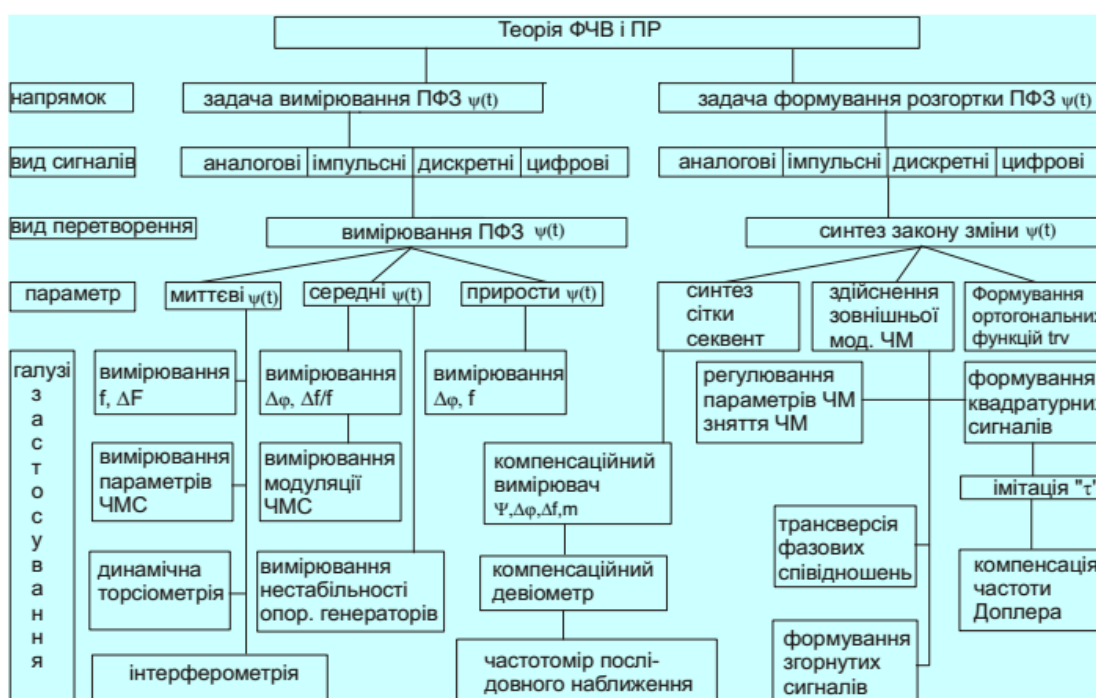 Теорія ФЧВ і ПР
напрямок
задача вимірювання ПФЗ ψ(t)
задача формування розгортки ПФЗ ψ(t)
вид сигналів
аналогові імпульсні дискретні цифрові
аналогові імпульсні дискретні цифрові
вид перетворення
вимірювання ПФЗ ψ(t)
синтез закону зміни ψ(t)
параметр
миттєві ψ(t)
середні ψ(t)
прирости ψ(t)
синтез
сітки
секвент
здійснення
зовнішньої
мод. ЧМ
Формування
ортогональних
функцій trv
галузі
з
а
с
т
о
с
у
в
а
н
н
я
вимірювання
f, ΔF
вимірювання
Δφ, Δf/f
вимірювання
Δφ, f
регулювання
параметрів ЧМ
зняття ЧМ
формування
квадратурних
сигналів
вимірювання
параметрів
ЧМС
вимірювання
модуляції
ЧМС
компенсаційний
вимірювач
Ψ,Δφ,Δf,m
імітація "τ"
трансверсія
фазових
співідношень
динамічна
торсіометрія
вимірювання
нестабільності
опор. генераторів
компенсаційний
девіометр
компенсація
частоти
Доплера
інтерферометрія
частотомір послі-
довного наближення
формування
згорнутих
сигналів